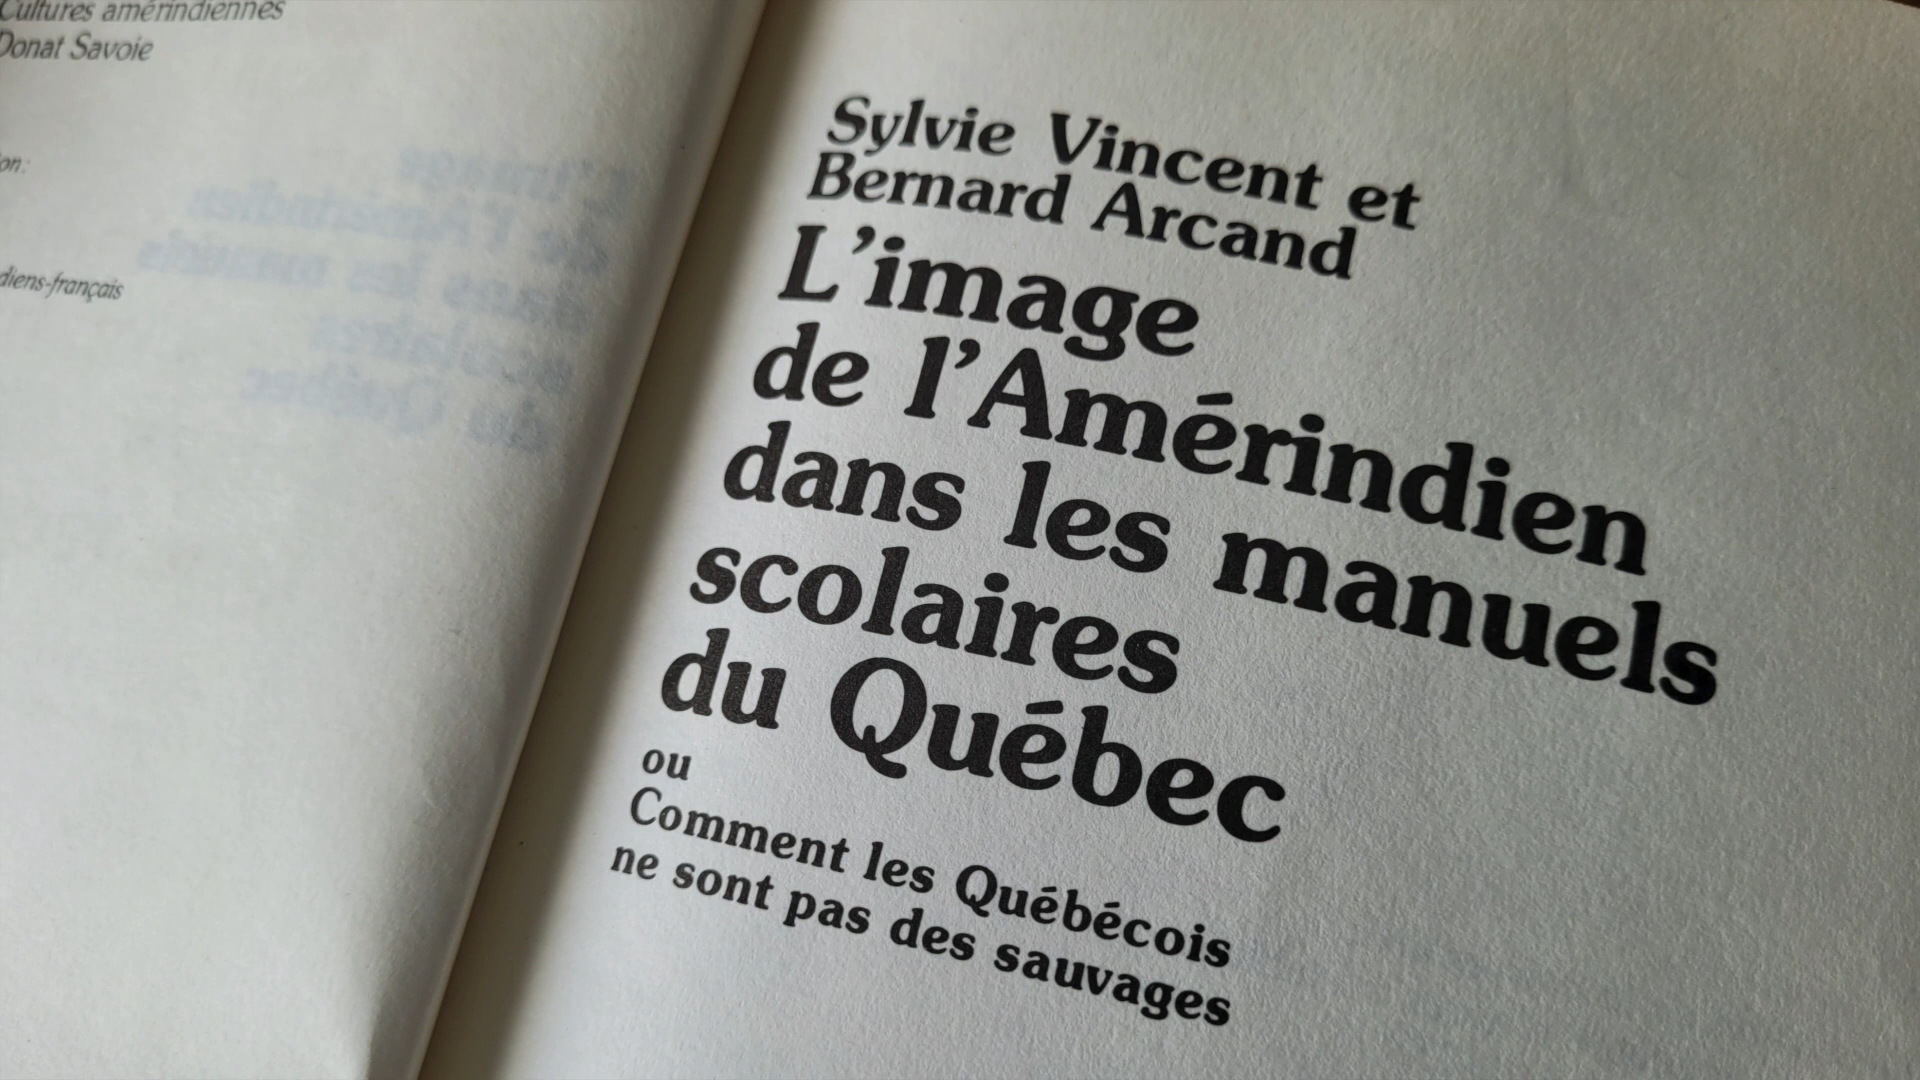 Cultures amérindiennes
Donat Savoie
on:
diens-français
Sylvie Vincent et
Bernard Arcand
L'image
de l'Amérindien
dans les manuels
scolaires
du Québec
ou
Comment les Québécois
ne sont pas des sauvages